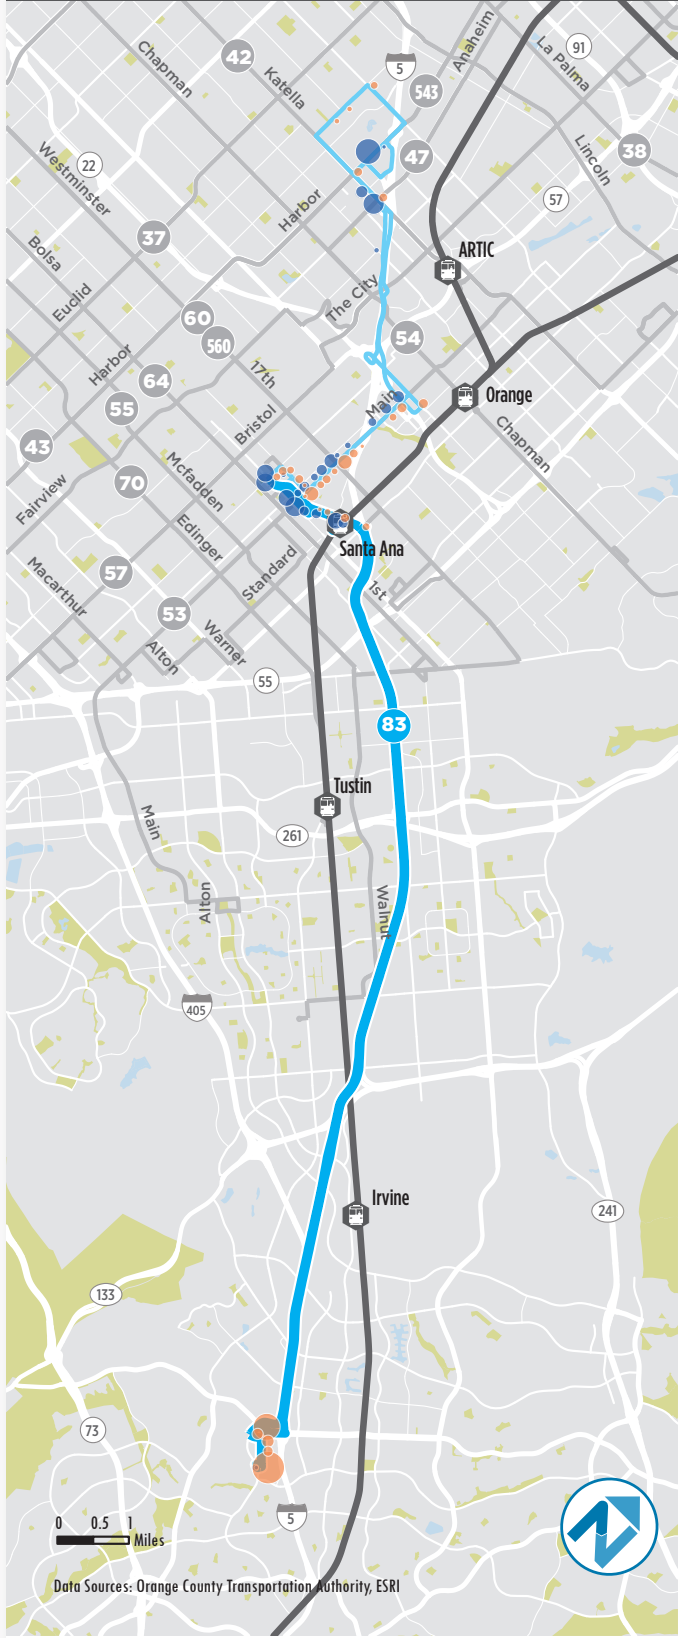 Chapman
42
Katella
5
543
Anaheim
91
La Palma
Westminster
22
47
Lincoln
38
57
Harbor
37
Bolsa
ARTIC
Euclid
The City
60
560
54
Harbor
64
17th
Main
Orange
55
Bristol
Chapman
43
Fairview
70
Mcfadden
Edinger
Santa Ana
Standard
Macarthur
57
1st
53
Alton
Warner
55
83
Tustin
Main
261
Alton
Walnut
405
Irvine
241
133
73
5
0 0.5 1
Miles
Data Sources: Orange County Transportation Authority, ESRI